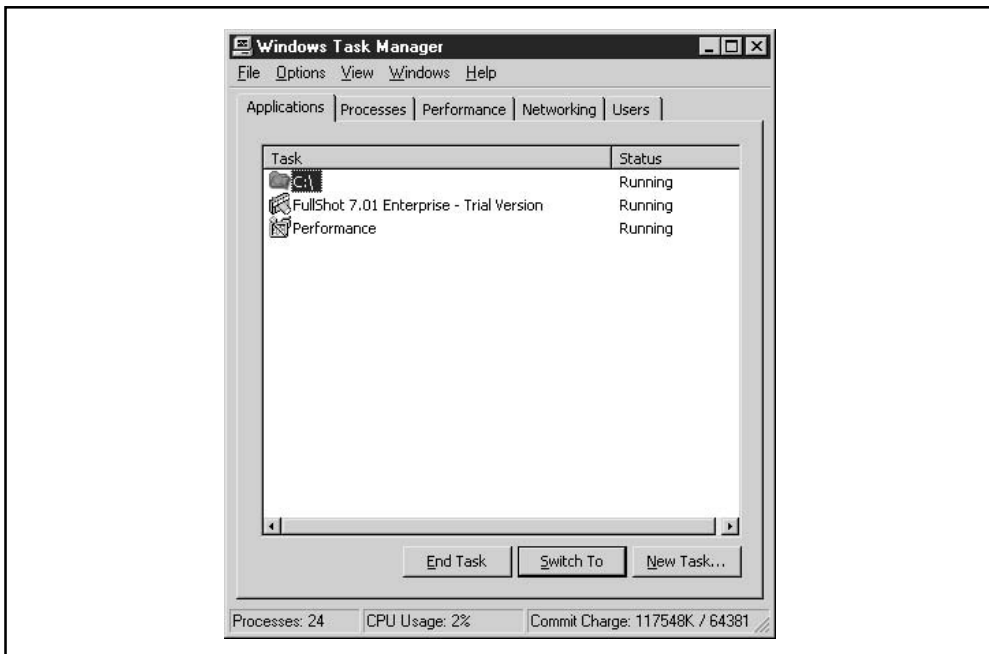 Windows Task Manager
File Options View Windows Help
Applications Processes Performance Networking Users
Task Status
C:\ Running
FullShot 7.01 Enterprise - Trial Version Running
Performance Running
End Task Switch To New Task...
Processes: 24 CPU Usage: 2% Commit Charge: 117548K / 64381